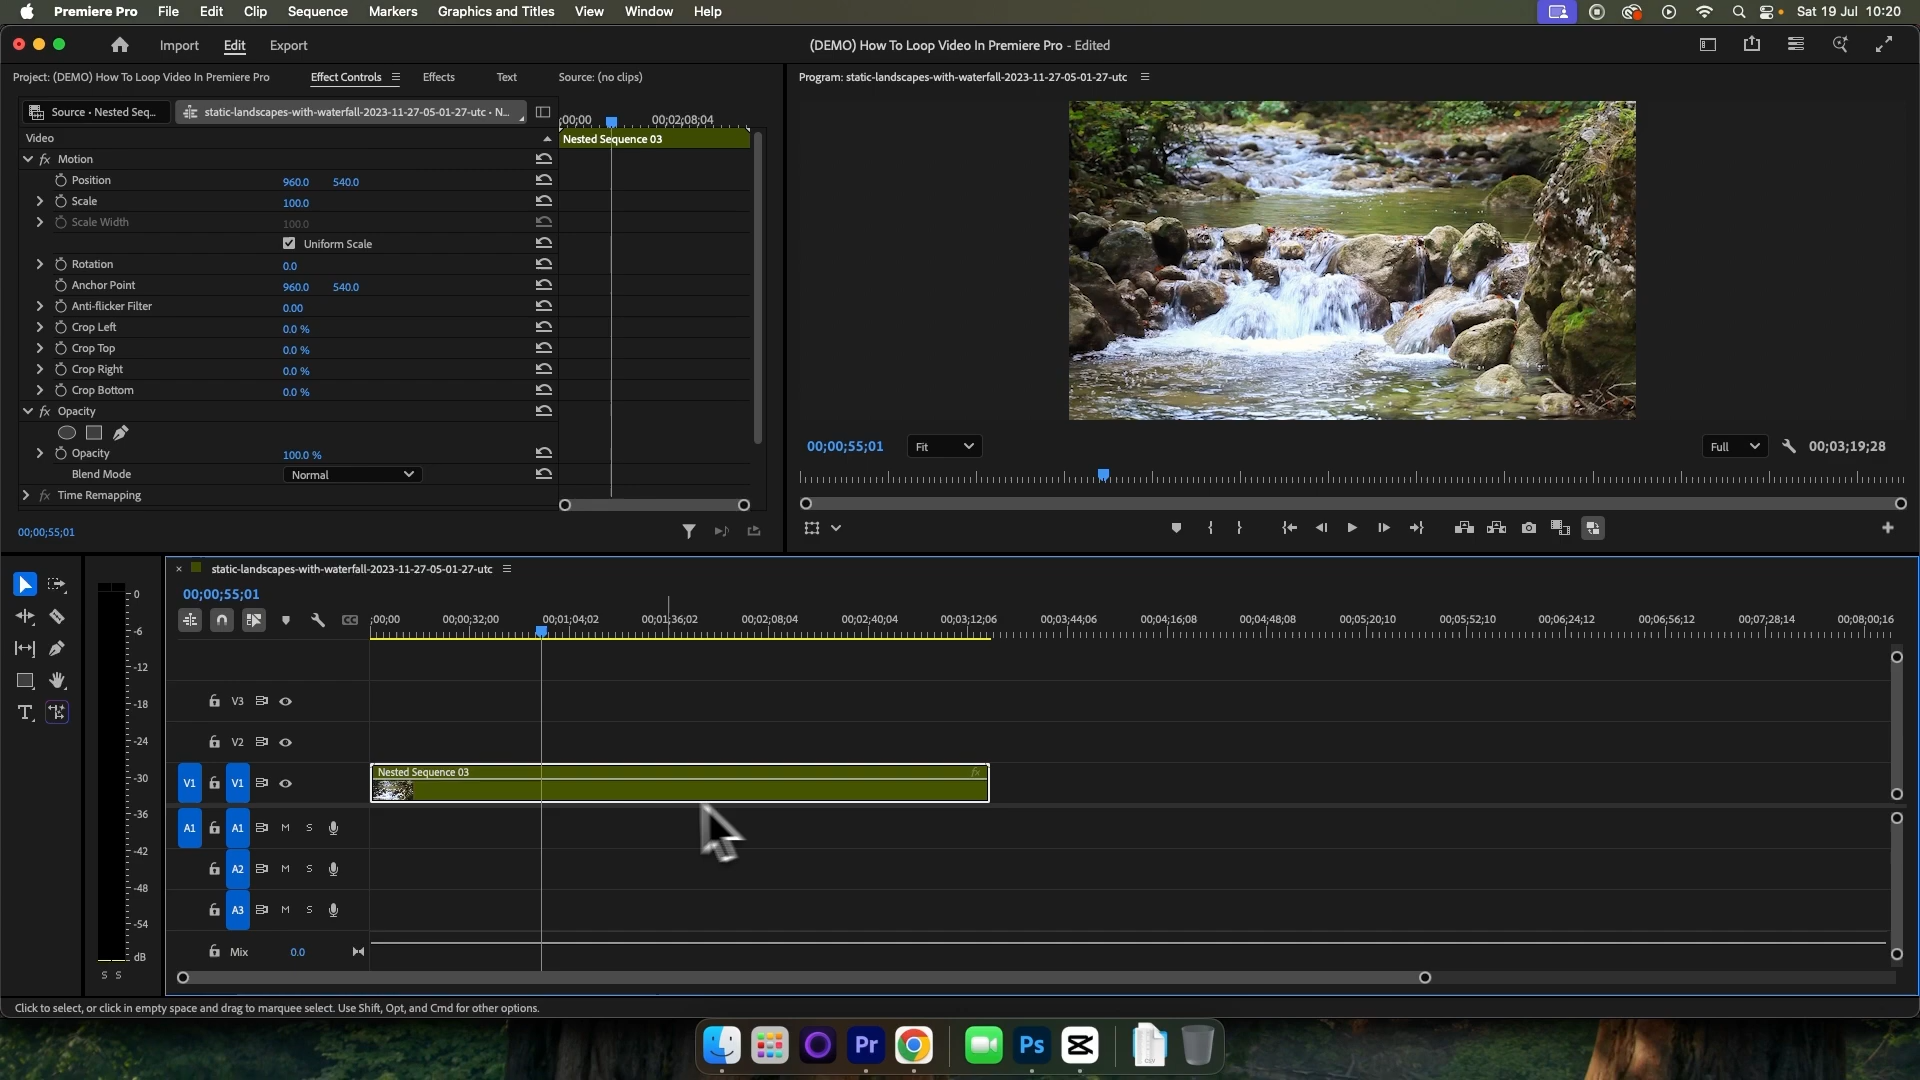 Premiere Pro File Edit Clip Sequence Markers Graphics and Titles View Window Help Sat 19 Jul 10:20
Import Edit Export (DEMO) How To Loop Video In Premiere Pro - Edited
Project: (DEMO) How To Loop Video In Premiere Pro Effect Controls Effects Text Source: (no clips)
Program: static-landscapes-with-waterfall-2023-11-27-05-01-27-utc
Source • Nested Seq... static-landscapes-with-waterfall-2023-11-27-05-01-27-utc • N...
;00;00 00;02;08;04
Video
Nested Sequence 03
fx Motion
Position 960.0 540.0
Scale 100.0
Scale Width 100.0
Uniform Scale
Rotation 0.0
Anchor Point 960.0 540.0
Anti-flicker Filter 0.00
Crop Left 0.0 %
Crop Top 0.0 %
Crop Right 0.0 %
Crop Bottom 0.0 %
fx Opacity
Opacity 100.0 %
Blend Mode Normal
fx Time Remapping
00;00;55;01
00;00;55;01 Fit Full 00;03;19;28
static-landscapes-with-waterfall-2023-11-27-05-01-27-utc
00;00;55;01
CC
;00;00 00;00;32;00 00;01;04;02 00;01;36;02 00;02;08;04 00;02;40;04 00;03;12;06 00;03;44;06 00;04;16;08 00;04;48;08 00;05;20;10 00;05;52;10 00;06;24;12 00;06;56;12 00;07;28;14 00;08;00;16
V3
V2
V1 V1
Nested Sequence 03 fx
A1 A1 M S
A2 M S
A3 M S
Mix 0.0
0
-6
-12
-18
-24
-30
-36
-42
-48
-54
dB
S S
T
Click to select, or click in empty space and drag to marquee select. Use Shift, Opt, and Cmd for other options.
Pr Ps
CSV